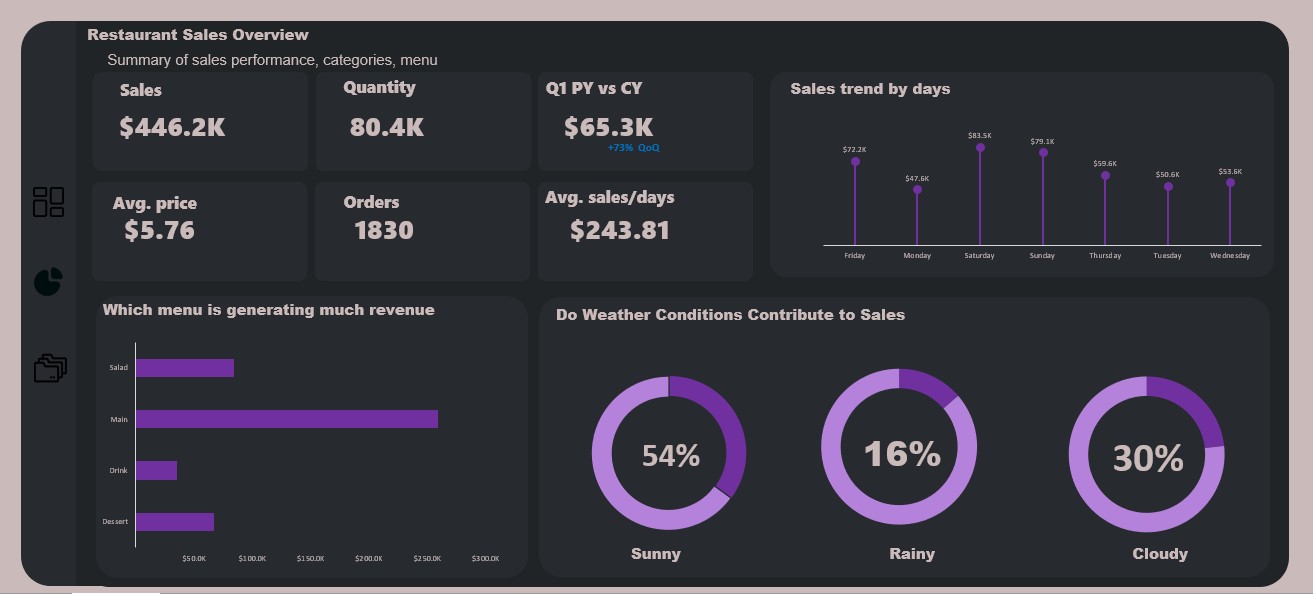 Restaurant Sales Overview
Summary of sales performance, categories, menu
Sales
$446.2K
Quantity
80.4K
Q1 PY vs CY
$65.3K
+73% QoQ
Avg. price
$5.76
Orders
1830
Avg. sales/days
$243.81
Sales trend by days
$72.2K
$47.6K
$83.5K
$79.1K
$59.6K
$50.6K
$53.6K
Friday
Monday
Saturday
Sunday
Thursday
Tuesday
Wednesday
Which menu is generating much revenue
Salad
Main
Drink
Dessert
$50.0K
$100.0K
$150.0K
$200.0K
$250.0K
$300.0K
Do Weather Conditions Contribute to Sales
54%
Sunny
16%
Rainy
30%
Cloudy